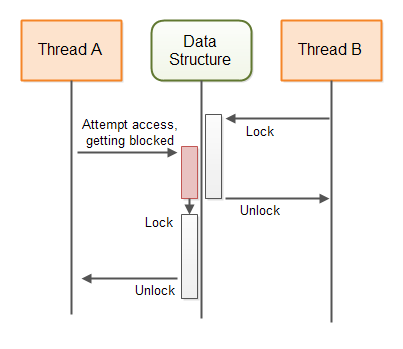 Thread A
Data
Structure
Thread B
Attempt access,
getting blocked
Lock
Unlock
Lock
Unlock